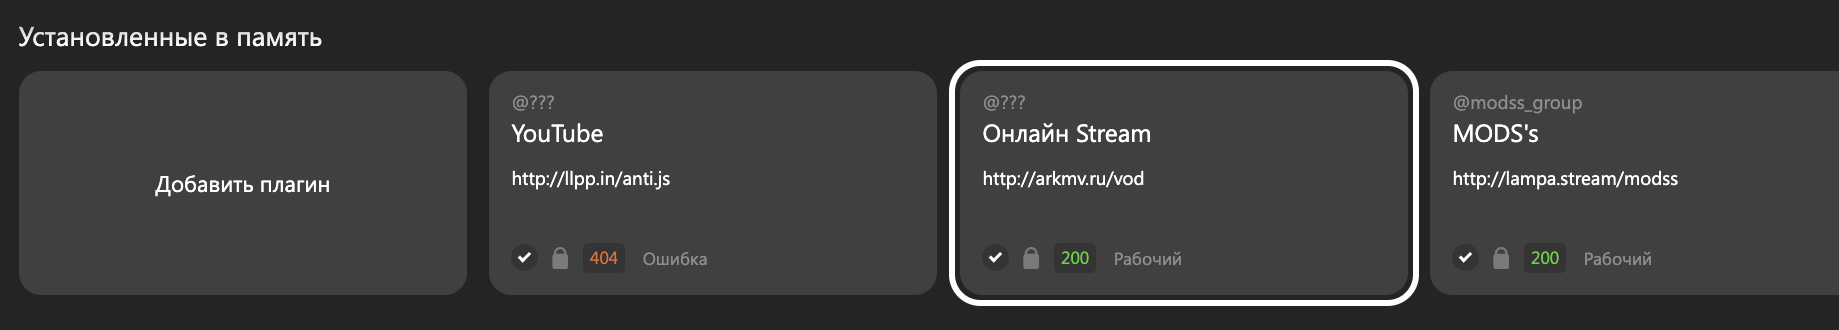 Установленные в память
Добавить плагин
@???
YouTube
http://llpp.in/anti.js
404 Ошибка
@???
Онлайн Stream
http://arkmv.ru/vod
200 Рабочий
@modss_group
MODS's
http://lampa.stream/modss
200 Рабочий